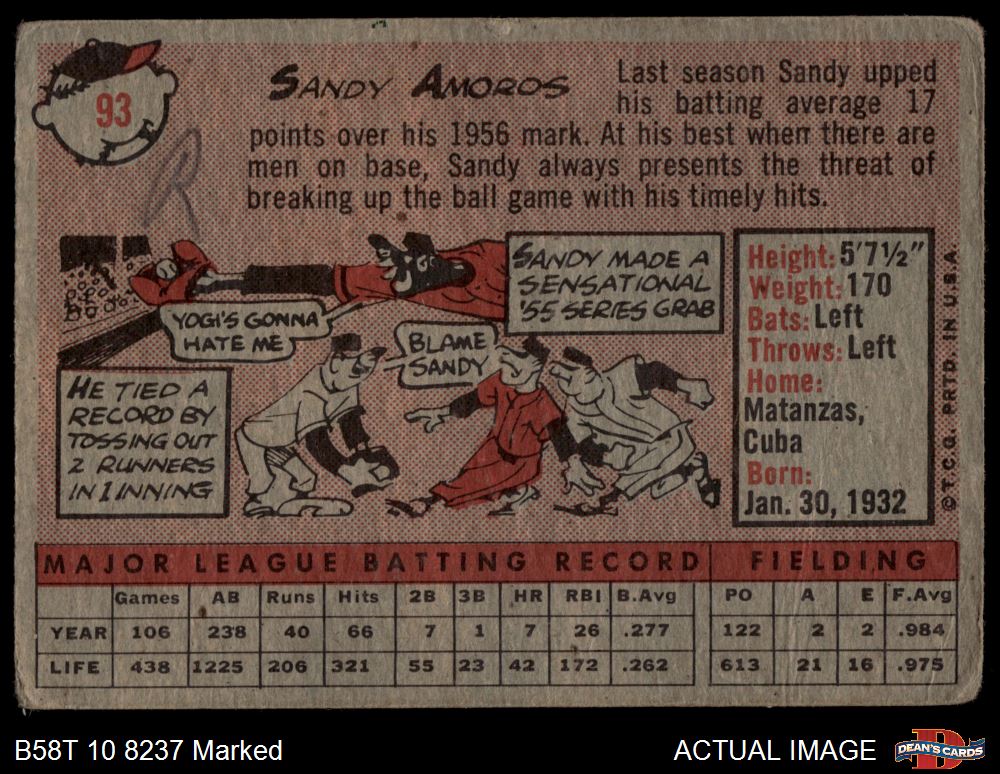 93
R
SANDY AMOROS
Last season Sandy upped
his batting average 17
points over his 1956 mark. At his best when there are
men on base, Sandy always presents the threat of
breaking up the ball game with his timely hits.
YOGI'S GONNA
HATE ME
SANDY MADE A
SENSATIONAL
'55 SERIES GRAB
BLAME
SANDY
HE TIED A
RECORD BY
TOSSING OUT
2 RUNNERS
IN 1 INNING
Height: 5'7½"
Weight: 170
Bats: Left
Throws: Left
Home:
Matanzas,
Cuba
Born:
Jan. 30, 1932
©T.C.G. PRTD. IN U.S.A.
MAJOR LEAGUE BATTING RECORD FIELDING
Games AB Runs Hits 2B 3B HR RBI B.Avg PO A E F.Avg
YEAR 106 238 40 66 7 1 7 26 .277 122 2 2 .984
LIFE 438 1225 206 321 55 23 42 172 .262 613 21 16 .975
B58T 10 8237 Marked
ACTUAL IMAGE
DEAN'S CARDS